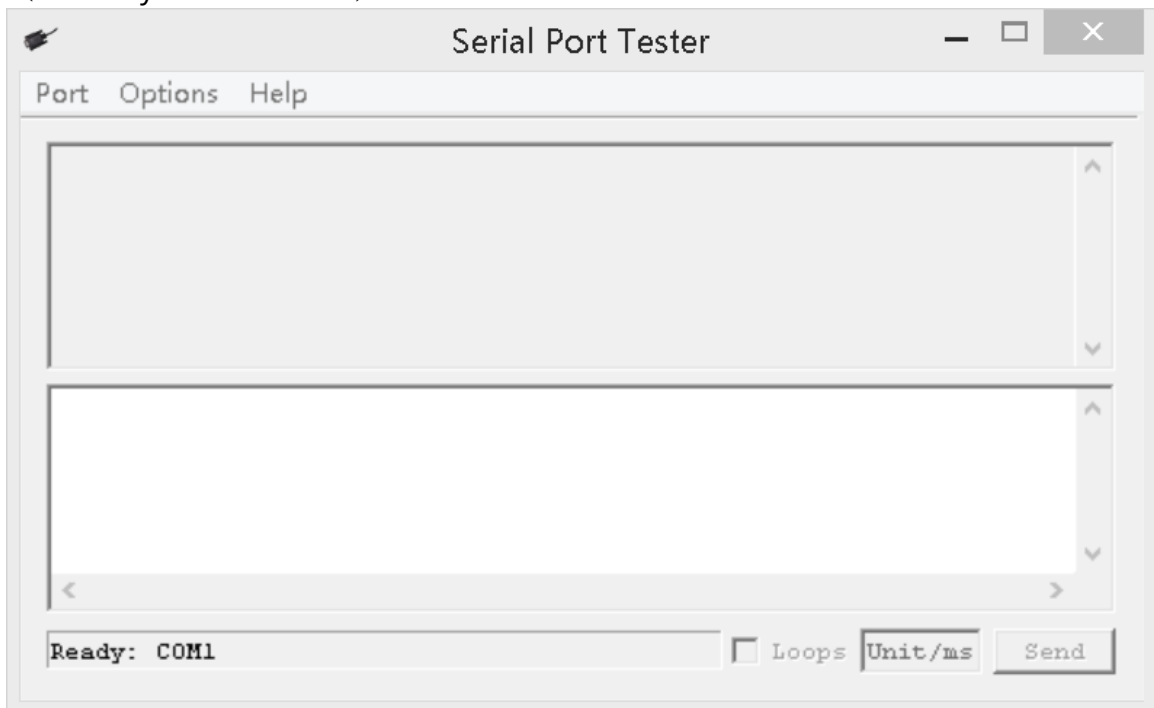 Serial Port Tester
Port Options Help
Ready: COM1 Loops Unit/ms Send